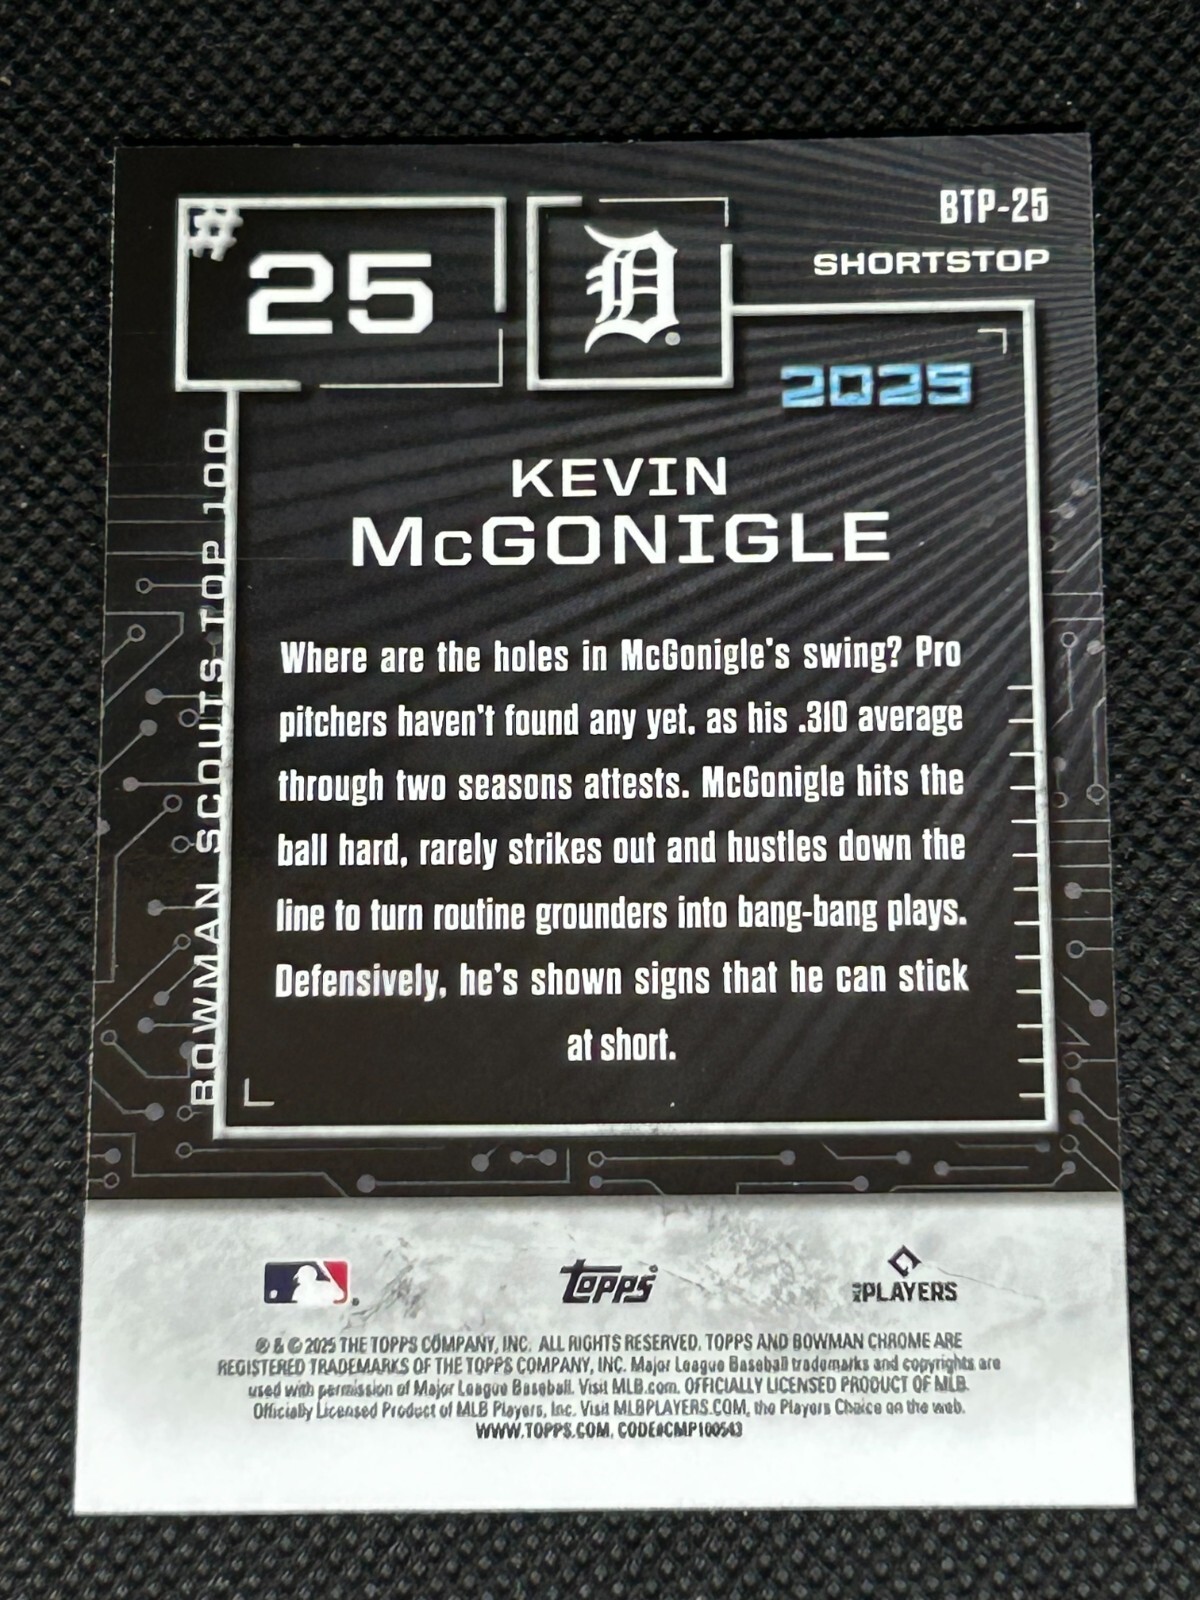 #25
D
BTP-25
SHORTSTOP
2025
BOWMAN SCOUTS TOP 100
KEVIN
McGONIGLE
Where are the holes in McGonigle's swing? Pro
pitchers haven't found any yet. as his .310 average
through two seasons attests. McGonigle hits the
ball hard, rarely strikes out and hustles down the
line to turn routine grounders into bang-bang plays.
Defensively, he's shown signs that he can stick
at short.
Topps
MLB PLAYERS
® & © 2025 THE TOPPS COMPANY, INC. ALL RIGHTS RESERVED. TOPPS AND BOWMAN CHROME ARE
REGISTERED TRADEMARKS OF THE TOPPS COMPANY, INC. Major League Baseball trademarks and copyrights are
used with permission of Major League Baseball. Visit MLB.com. OFFICIALLY LICENSED PRODUCT OF MLB.
Officially Licensed Product of MLB Players, Inc. Visit MLBPLAYERS.COM, the Players Choice on the web.
WWW.TOPPS.COM. CODE#CMP100543